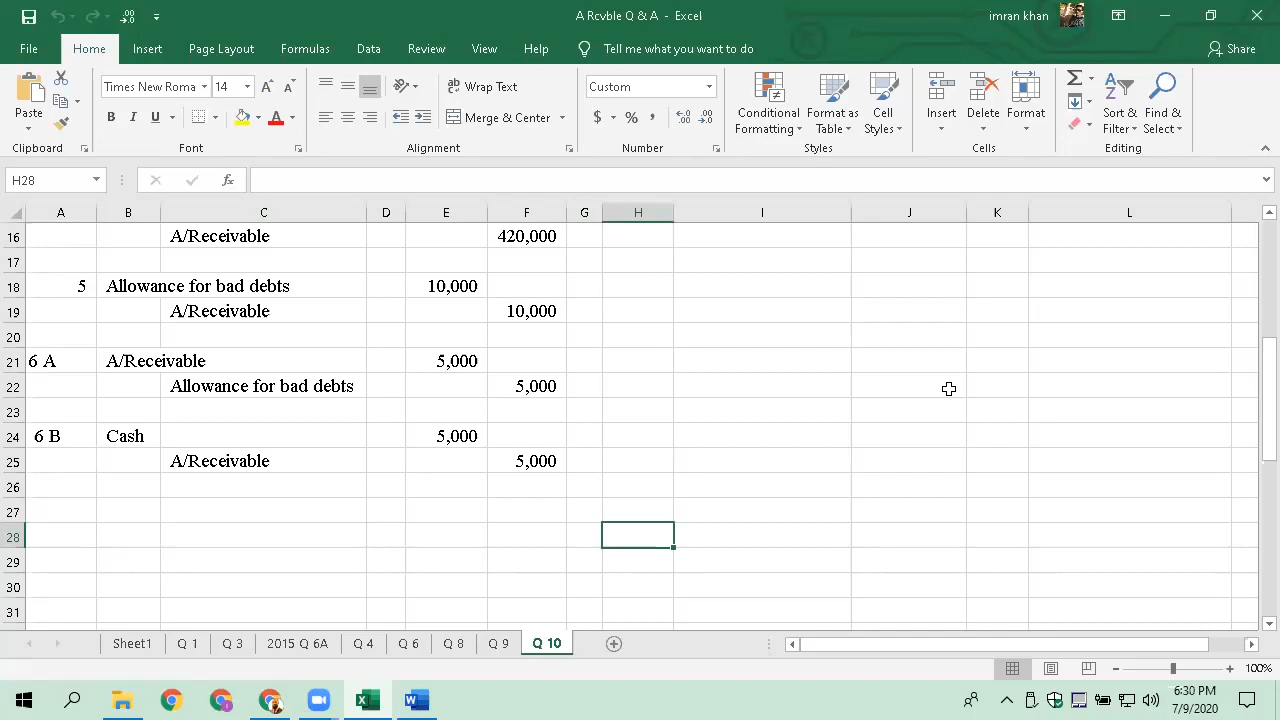 A Rcvble Q & A - Excel
imran khan
File Home Insert Page Layout Formulas Data Review View Help Tell me what you want to do Share
Paste
Clipboard
Times New Roma 14
B I U
Font
Wrap Text
Merge & Center
Alignment
Custom
$ % ,
Number
Conditional Formatting
Format as Table
Cell Styles
Styles
Insert Delete Format
Cells
Sort & Filter
Find & Select
Editing
H28
fx
A B C D E F G H I J K L
16 A/Receivable 420,000
17
18 5 Allowance for bad debts 10,000
19 A/Receivable 10,000
20
21 6 A A/Receivable 5,000
22 Allowance for bad debts 5,000
23
24 6 B Cash 5,000
25 A/Receivable 5,000
26
27
28
29
30
31
Sheet1 Q 1 Q 3 2015 Q 6A Q 4 Q 6 Q 8 Q 9 Q 10
100%
6:30 PM
7/9/2020